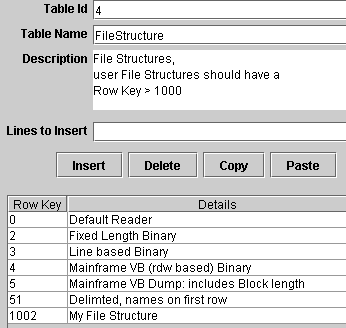 Table Id 4
Table Name FileStructure
Description File Structures,
user File Structures should have a
Row Key > 1000
Lines to Insert
Insert Delete Copy Paste
Row Key Details
0 Default Reader
2 Fixed Length Binary
3 Line based Binary
4 Mainframe VB (rdw based) Binary
5 Mainframe VB Dump: includes Block length
51 Delimted, names on first row
1002 My File Structure